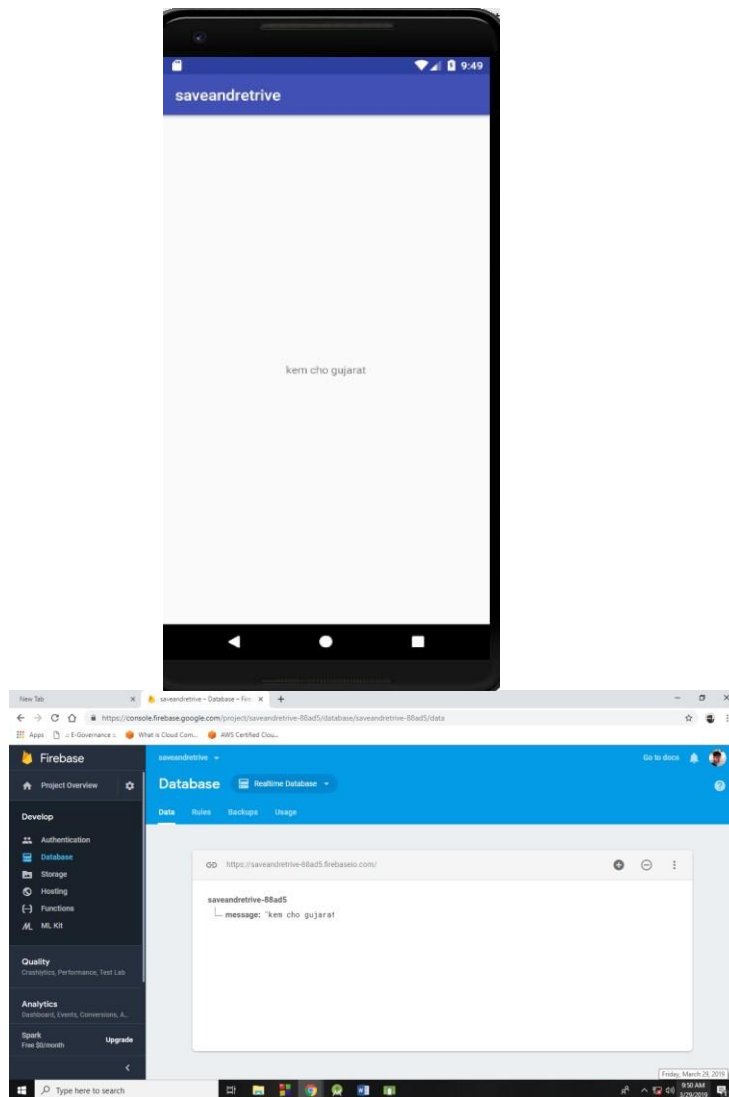 9:49
saveandretrive
kem cho gujarat
New Tab
saveandretrive – Database – Fire
https://console.firebase.google.com/project/saveandretrive-88ad5/database/saveandretrive-88ad5/data
Apps
:: E-Governance ::
What is Cloud Com...
AWS Certified Clou...
Firebase
saveandretrive
Go to docs
Project Overview
Database
Realtime Database
Develop
Data Rules Backups Usage
Authentication
Database
Storage
Hosting
Functions
ML Kit
https://saveandretrive-88ad5.firebaseio.com/
saveandretrive-88ad5
message: "kem cho gujarat
Quality
Crashlytics, Performance, Test Lab
Analytics
Dashboard, Events, Conversions, A...
Spark
Free $0/month
Upgrade
Friday, March 29, 2019
Type here to search
9:50 AM
3/29/2019